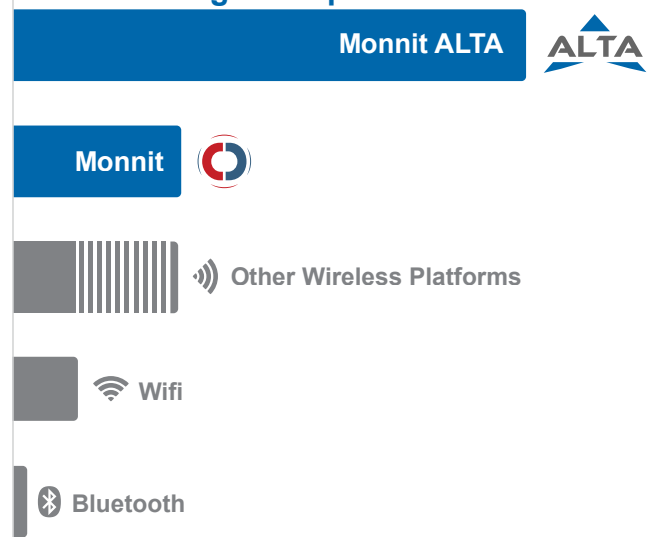 Monnit ALTA
ALTA
Monnit
Other Wireless Platforms
Wifi
Bluetooth